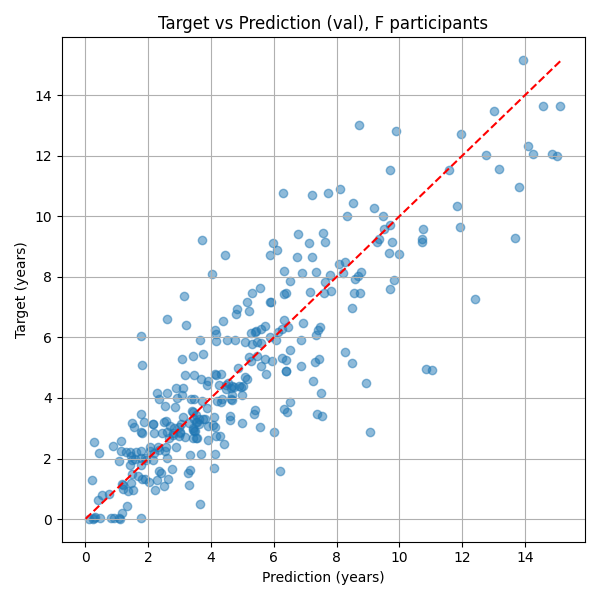 Target vs Prediction (val), F participants
Target (years)
14
12
10
8
6
4
2
0
0 2 4 6 8 10 12 14
Prediction (years)